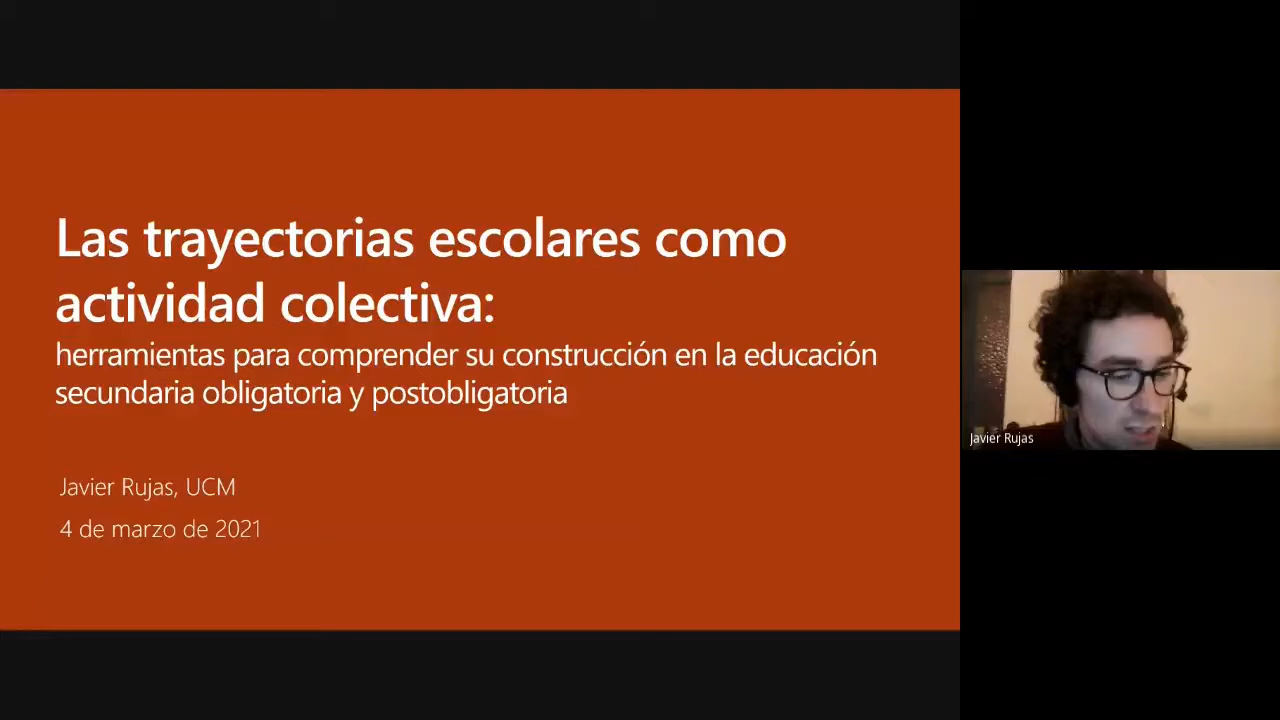 Las trayectorias escolares como
actividad colectiva:
herramientas para comprender su construcción en la educación
secundaria obligatoria y postobligatoria
Javier Rujas, UCM
4 de marzo de 2021
Javier Rujas